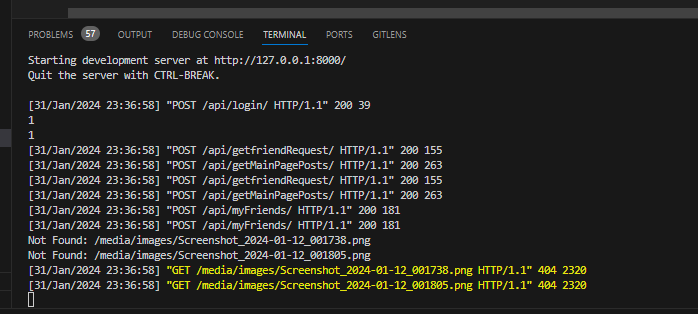 PROBLEMS 57 OUTPUT DEBUG CONSOLE TERMINAL PORTS GITLENS
Starting development server at http://127.0.0.1:8000/
Quit the server with CTRL-BREAK.
[31/Jan/2024 23:36:58] "POST /api/login/ HTTP/1.1" 200 39
1
1
[31/Jan/2024 23:36:58] "POST /api/getfriendRequest/ HTTP/1.1" 200 155
[31/Jan/2024 23:36:58] "POST /api/getMainPagePosts/ HTTP/1.1" 200 263
[31/Jan/2024 23:36:58] "POST /api/getfriendRequest/ HTTP/1.1" 200 155
[31/Jan/2024 23:36:58] "POST /api/getMainPagePosts/ HTTP/1.1" 200 263
[31/Jan/2024 23:36:58] "POST /api/myFriends/ HTTP/1.1" 200 181
[31/Jan/2024 23:36:58] "POST /api/myFriends/ HTTP/1.1" 200 181
Not Found: /media/images/Screenshot_2024-01-12_001738.png
Not Found: /media/images/Screenshot_2024-01-12_001805.png
[31/Jan/2024 23:36:58] "GET /media/images/Screenshot_2024-01-12_001738.png HTTP/1.1" 404 2320
[31/Jan/2024 23:36:58] "GET /media/images/Screenshot_2024-01-12_001805.png HTTP/1.1" 404 2320